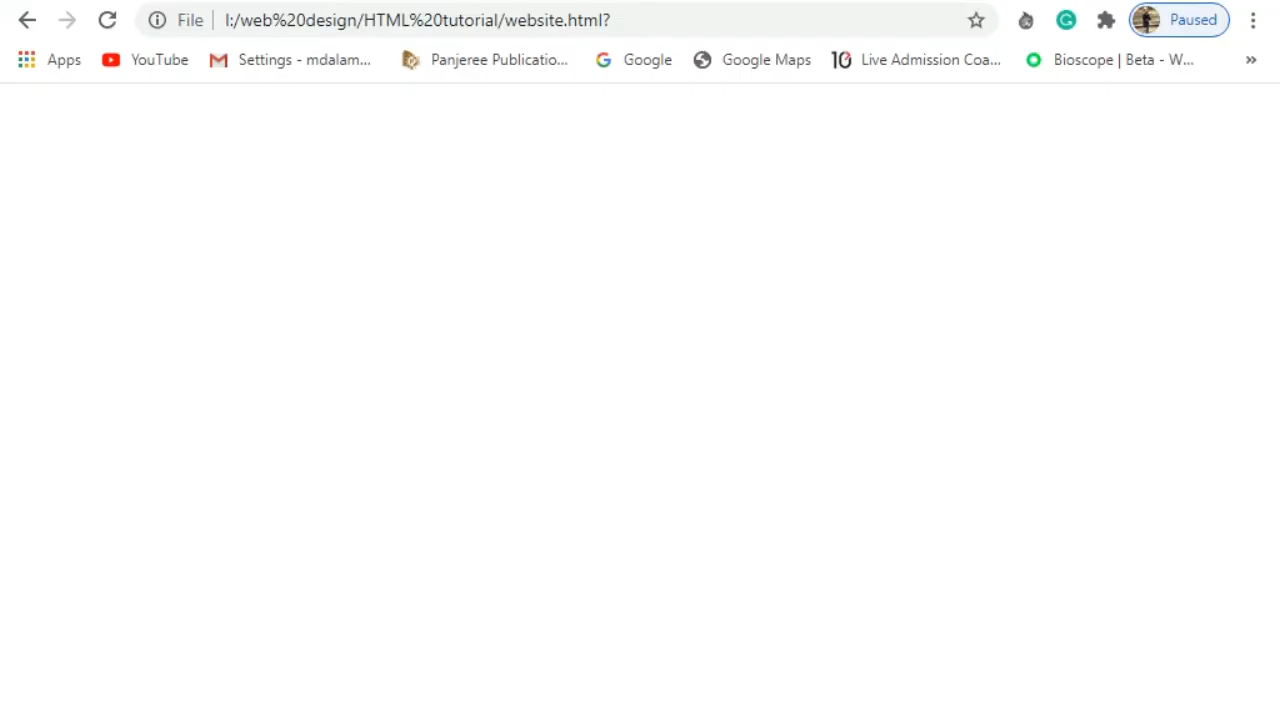 File | I:/web%20design/HTML%20tutorial/website.html? Paused
Apps YouTube Settings - mdalam... Panjeree Publicatio... Google Google Maps 10 Live Admission Coa... Bioscope | Beta - W... »